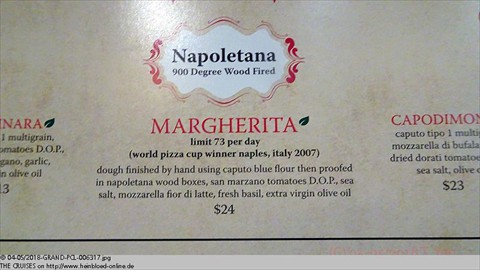 Napoletana
900 Degree Wood Fired
MARGHERITA
limit 73 per day
(world pizza cup winner naples, italy 2007)
dough finished by hand using caputo blue flour then proofed
in napoletana wood boxes, san marzano tomatoes D.O.P., sea
salt, mozzarella fior di latte, fresh basil, extra virgin olive oil
$24
INARA
1 multigrain,
omatoes D.O.P.,
gano, garlic,
n olive oil
13
CAPODIMON
caputo tipo 1 multig
mozzarella di bufala
dried dorati tomatoe
sea salt, olive o
$23
© 04-05/2018-GRAND-PCL-006317.jpg
THE CRUISES on http://www.heinbloed-online.de